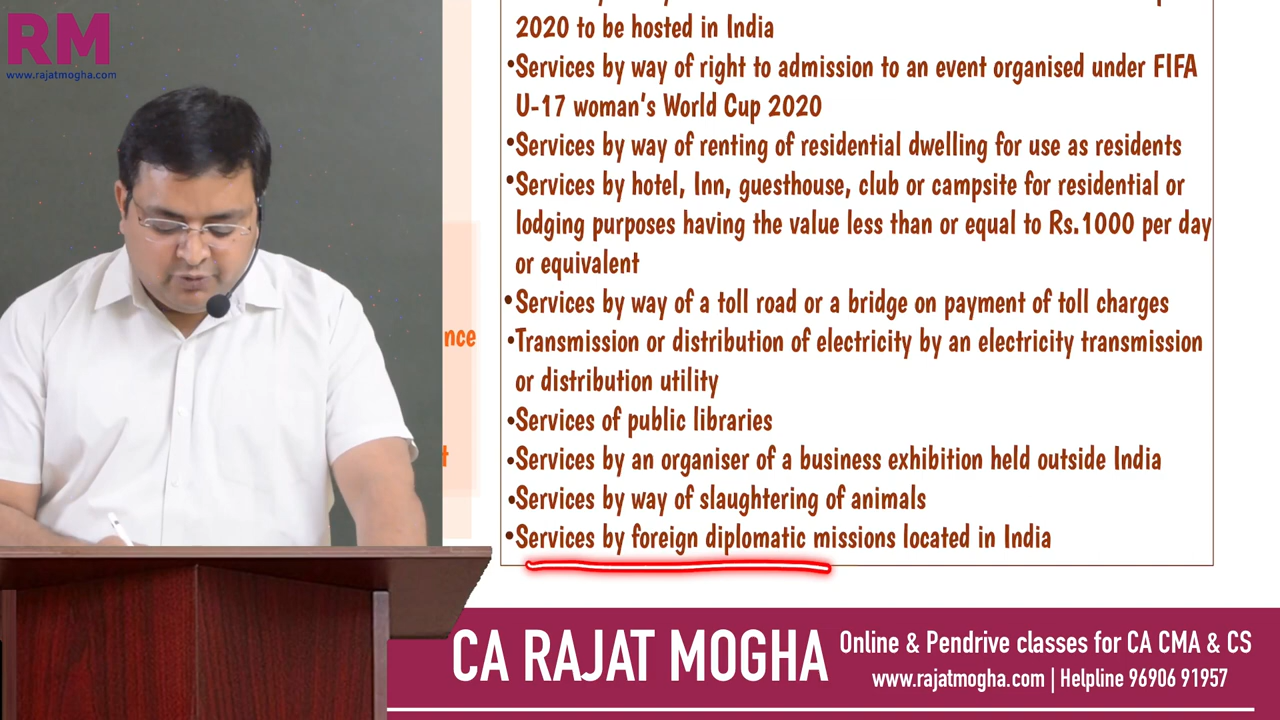 RM
www.rajatmogha.com
2020 to be hosted in India
•Services by way of right to admission to an event organised under FIFA
U-17 woman's World Cup 2020
•Services by way of renting of residential dwelling for use as residents
•Services by hotel, Inn, guesthouse, club or campsite for residential or
lodging purposes having the value less than or equal to Rs.1000 per day
or equivalent
•Services by way of a toll road or a bridge on payment of toll charges
nce
•Transmission or distribution of electricity by an electricity transmission
or distribution utility
•Services of public libraries
t
•Services by an organiser of a business exhibition held outside India
•Services by way of slaughtering of animals
•Services by foreign diplomatic missions located in India
CA RAJAT MOGHA
Online & Pendrive classes for CA CMA & CS
www.rajatmogha.com | Helpline 96906 91957